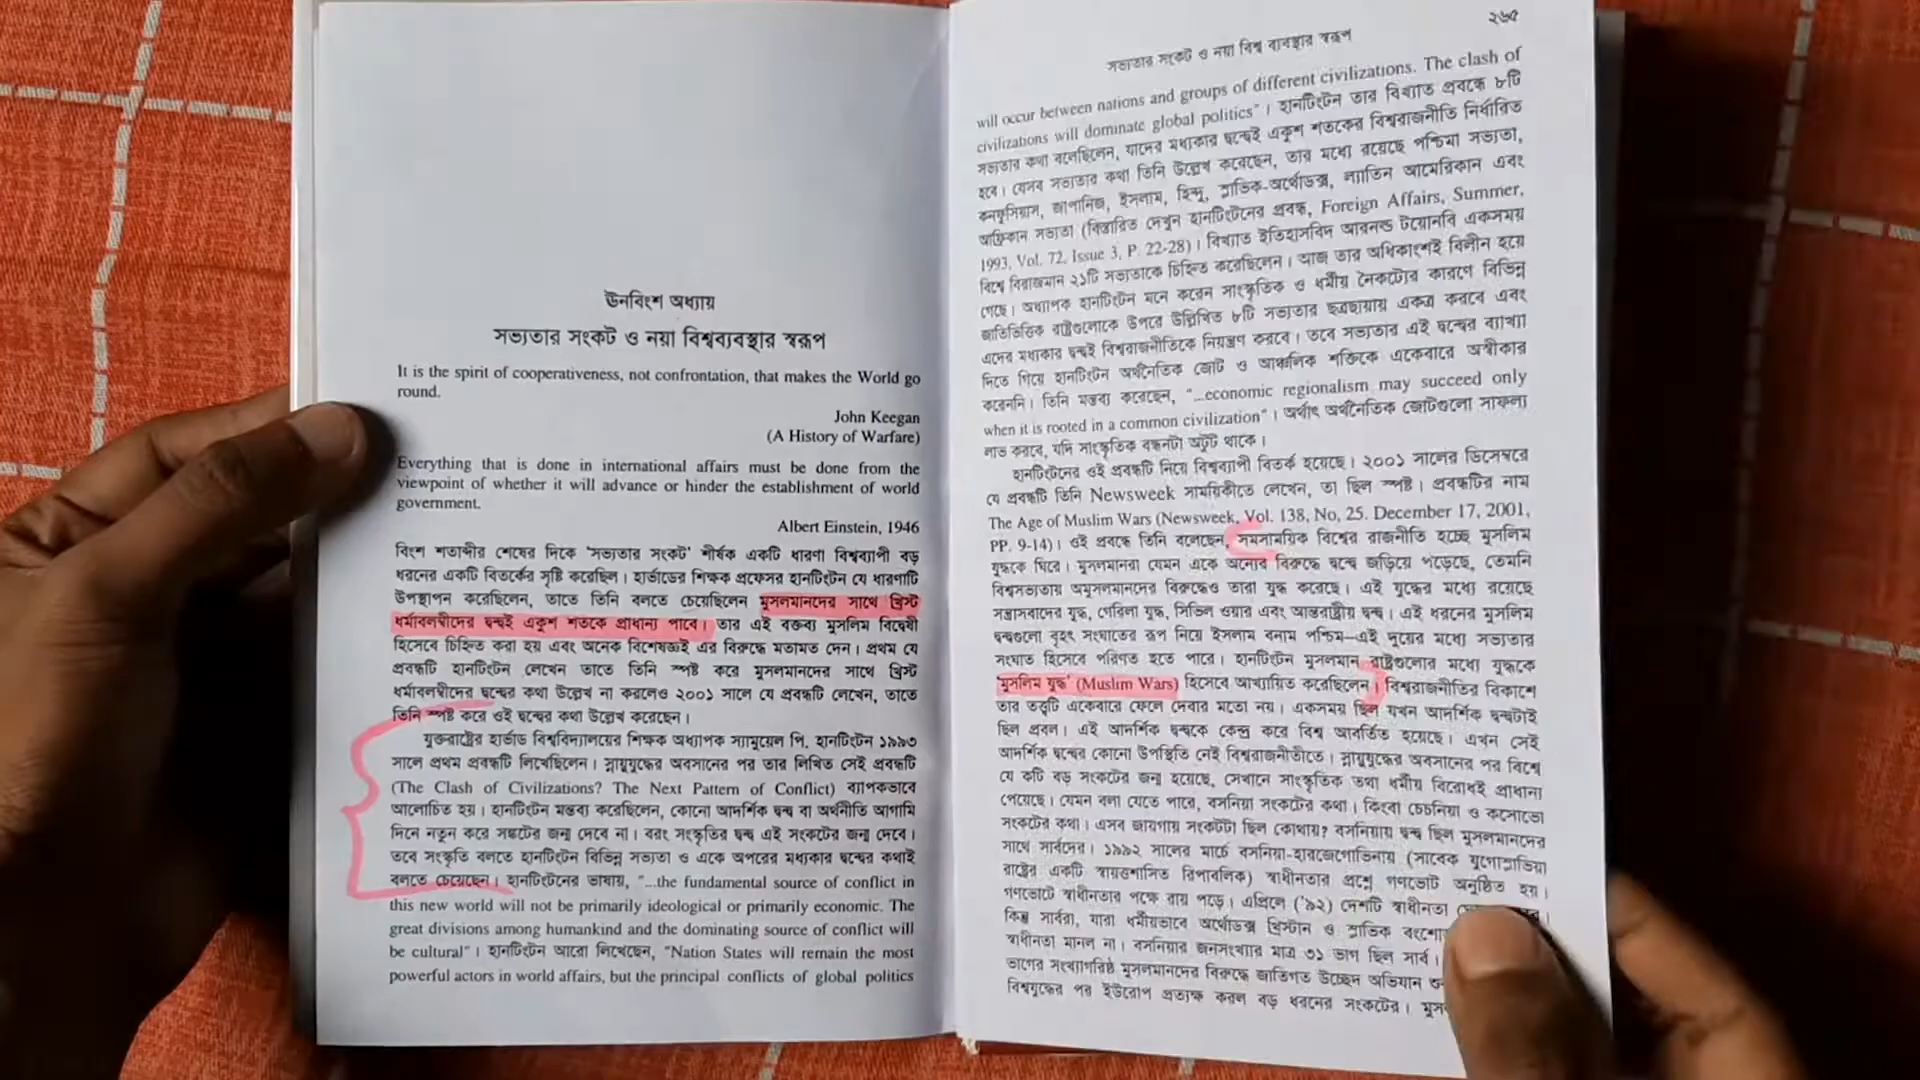 ঊনবিংশ অধ্যায়
সভ্যতার সংকট ও নয়া বিশ্বব্যবস্থার স্বরূপ
It is the spirit of cooperativeness, not confrontation, that makes the World go
round.
John Keegan
(A History of Warfare)
Everything that is done in international affairs must be done from the
viewpoint of whether it will advance or hinder the establishment of world
government.
Albert Einstein, 1946
বিংশ শতাব্দীর শেষের দিকে ‘সভ্যতার সংকট’ শীর্ষক একটি ধারণা বিশ্বব্যাপী বড়
ধরনের একটি বিতর্কের সৃষ্টি করেছিল। হার্ভাডের শিক্ষক প্রফেসর হানটিংটন যে ধারণাটি
উপস্থাপন করেছিলেন, তাতে তিনি বলতে চেয়েছিলেন মুসলমানদের সাথে খ্রিস্ট
ধর্মাবলম্বীদের দ্বন্দ্বই একুশ শতকে প্রাধান্য পাবে। তার এই বক্তব্য মুসলিম বিদ্বেষী
হিসেবে চিহ্নিত করা হয় এবং অনেক বিশেষজ্ঞই এর বিরুদ্ধে মতামত দেন। প্রথম যে
প্রবন্ধটি হানটিংটন লেখেন তাতে তিনি স্পষ্ট করে মুসলমানদের সাথে খ্রিস্ট
ধর্মাবলম্বীদের দ্বন্দ্বের কথা উল্লেখ না করলেও ২০০১ সালে যে প্রবন্ধটি লেখেন, তাতে
তিনি স্পষ্ট করে ওই দ্বন্দ্বের কথা উল্লেখ করেছেন।
যুক্তরাষ্ট্রের হার্ভাড বিশ্ববিদ্যালয়ের শিক্ষক অধ্যাপক স্যামুয়েল পি. হানটিংটন ১৯৯৩
সালে প্রথম প্রবন্ধটি লিখেছিলেন। স্নায়ুযুদ্ধের অবসানের পর তার লিখিত সেই প্রবন্ধটি
(The Clash of Civilizations? The Next Pattern of Conflict) ব্যাপকভাবে
আলোচিত হয়। হানটিংটন মন্তব্য করেছিলেন, কোনো আদর্শিক দ্বন্দ্ব বা অর্থনীতি আগামি
দিনে নতুন করে সঙ্কটের জন্ম দেবে না। বরং সংস্কৃতির দ্বন্দ্ব এই সংকটের জন্ম দেবে।
তবে সংস্কৃতি বলতে হানটিংটন বিভিন্ন সভ্যতা ও একে অপরের মধ্যকার দ্বন্দ্বের কথাই
বলতে চেয়েছেন। হানটিংটনের ভাষায়, “...the fundamental source of conflict in
this new world will not be primarily ideological or primarily economic. The
great divisions among humankind and the dominating source of conflict will
be cultural”। হানটিংটন আরো লিখেছেন, “Nation States will remain the most
powerful actors in world affairs, but the principal conflicts of global politics
২৬৫
সভ্যতার সংকট ও নয়া বিশ্ব ব্যবস্থার স্বরূপ
will occur between nations and groups of different civilizations. The clash of
civilizations will dominate global politics”। হানটিংটন তার বিখ্যাত প্রবন্ধে ৮টি
সভ্যতার কথা বলেছিলেন, যাদের মধ্যকার দ্বন্দ্বেই একুশ শতকের বিশ্বরাজনীতি নির্ধারিত
হবে। যেসব সভ্যতার কথা তিনি উল্লেখ করেছেন, তার মধ্যে রয়েছে পশ্চিমা সভ্যতা,
কনফুসিয়াস, জাপানিজ, ইসলাম, হিন্দু, স্লাভিক-অর্থোডক্স, ল্যাতিন আমেরিকান এবং
আফ্রিকান সভ্যতা (বিস্তারিত দেখুন হানটিংটনের প্রবন্ধ, Foreign Affairs, Summer,
1993, Vol. 72, Issue 3, P. 22-28)। বিখ্যাত ইতিহাসবিদ আরনল্ড টয়োনবি একসময়
বিশ্বে বিরাজমান ২১টি সভ্যতাকে চিহ্নিত করেছিলেন। আজ তার অধিকাংশই বিলীন হয়ে
গেছে। অধ্যাপক হানটিংটন মনে করেন সাংস্কৃতিক ও ধর্মীয় নৈকট্যের কারণে বিভিন্ন
জাতিভিত্তিক রাষ্ট্রগুলোকে উপরে উল্লিখিত ৮টি সভ্যতার ছত্রছায়ায় একত্র করবে এবং
এদের মধ্যকার দ্বন্দ্বই বিশ্বরাজনীতিকে নিয়ন্ত্রণ করবে। তবে সভ্যতার এই দ্বন্দ্বের ব্যাখ্যা
দিতে গিয়ে হানটিংটন অর্থনৈতিক জোট ও আঞ্চলিক শক্তিকে একেবারে অস্বীকার
করেননি। তিনি মন্তব্য করেছেন, “...economic regionalism may succeed only
when it is rooted in a common civilization”। অর্থাৎ অর্থনৈতিক জোটগুলো সাফল্য
লাভ করবে, যদি সাংস্কৃতিক বন্ধনটা অটুট থাকে।
হানটিংটনের ওই প্রবন্ধটি নিয়ে বিশ্বব্যাপী বিতর্ক হয়েছে। ২০০১ সালের ডিসেম্বরে
যে প্রবন্ধটি তিনি Newsweek সাময়িকীতে লেখেন, তা ছিল স্পষ্ট। প্রবন্ধটির নাম
The Age of Muslim Wars (Newsweek, Vol. 138, No, 25. December 17, 2001,
PP. 9-14)। ওই প্রবন্ধে তিনি বলেছেন, সমসাময়িক বিশ্বের রাজনীতি হচ্ছে মুসলিম
যুদ্ধকে ঘিরে। মুসলমানরা যেমন একে অন্যের বিরুদ্ধে দ্বন্দ্বে জড়িয়ে পড়েছে, তেমনি
বিশ্বসভ্যতায় অমুসলমানদের বিরুদ্ধেও তারা যুদ্ধ করেছে। এই যুদ্ধের মধ্যে রয়েছে
সন্ত্রাসবাদের যুদ্ধ, গেরিলা যুদ্ধ, সিভিল ওয়ার এবং আন্তরাষ্ট্রীয় দ্বন্দ্ব। এই ধরনের মুসলিম
দ্বন্দ্বগুলো বৃহৎ সংঘাতের রূপ নিয়ে ইসলাম বনাম পশ্চিম—এই দুয়ের মধ্যে সভ্যতার
সংঘাত হিসেবে পরিণত হতে পারে। হানটিংটন মুসলমান রাষ্ট্রগুলোর মধ্যে যুদ্ধকে
‘মুসলিম যুদ্ধ’ (Muslim Wars) হিসেবে আখ্যায়িত করেছিলেন। বিশ্বরাজনীতির বিকাশে
তার তত্ত্বটি একেবারে ফেলে দেবার মতো নয়। একসময় ছিল যখন আদর্শিক দ্বন্দ্বটাই
ছিল প্রবল। এই আদর্শিক দ্বন্দ্বকে কেন্দ্র করে বিশ্ব আবর্তিত হয়েছে। এখন সেই
আদর্শিক দ্বন্দ্বের কোনো উপস্থিতি নেই বিশ্বরাজনীতীতে। স্নায়ুযুদ্ধের অবসানের পর বিশ্বে
যে কটি বড় সংকটের জন্ম হয়েছে, সেখানে সাংস্কৃতিক তথা ধর্মীয় বিরোধই প্রাধান্য
পেয়েছে। যেমন বলা যেতে পারে, বসনিয়া সংকটের কথা। কিংবা চেচনিয়া ও কসোভো
সংকটের কথা। এসব জায়গায় সংকটটা ছিল কোথায়? বসনিয়ায় দ্বন্দ্ব ছিল মুসলমানদের
সাথে সার্বদের। ১৯৯২ সালের মার্চে বসনিয়া-হারজেগোভিনায় (সাবেক যুগোশ্লাভিয়া
রাষ্ট্রের একটি স্বায়ত্তশাসিত রিপাবলিক) স্বাধীনতার প্রশ্নে গণভোট অনুষ্ঠিত হয়।
গণভোটে স্বাধীনতার পক্ষে রায় পড়ে। এপ্রিলে (’৯২) দেশটি স্বাধীনতা
কিন্তু সার্বরা, যারা ধর্মীয়ভাবে অর্থোডক্স খ্রিস্টান ও স্লাভিক
স্বাধীনতা মানল না। বসনিয়ার জনসংখ্যার মাত্র ৩১ ভাগ ছিল সার্ব।
ভাগের সংখ্যাগরিষ্ঠ মুসলমানদের বিরুদ্ধে জাতিগত উচ্ছেদ অভিযান
বিশ্বযুদ্ধের পর ইউরোপ প্রত্যক্ষ করল বড় ধরনের সংকটের।